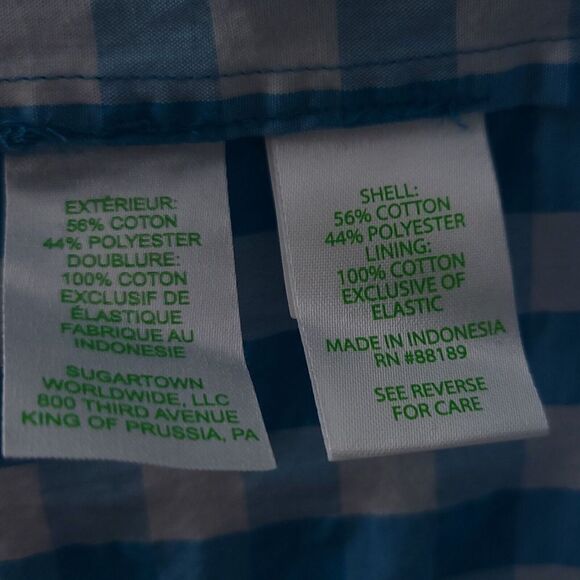 EXTÉRIEUR:
56% COTON
44% POLYESTER
DOUBLURE:
100% COTON
EXCLUSIF DE
ÉLASTIQUE
FABRIQUE AU
INDONESIE
SUGARTOWN
WORLDWIDE, LLC
800 THIRD AVENUE
KING OF PRUSSIA, PA
SHELL:
56% COTTON
44% POLYESTER
LINING:
100% COTTON
EXCLUSIVE OF
ELASTIC
MADE IN INDONESIA
RN #88189
SEE REVERSE
FOR CARE